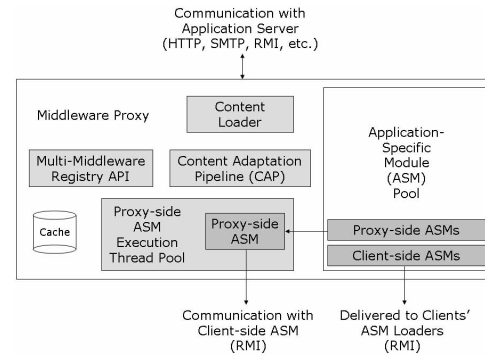 Communication with
Application Server
(HTTP, SMTP, RMI, etc.)
Middleware Proxy
Content
Loader
Multi-Middleware
Registry API
Content Adaptation
Pipeline (CAP)
Application-
Specific
Module
(ASM)
Pool
Cache
Proxy-side
ASM
Execution
Thread Pool
Proxy-side
ASM
Proxy-side ASMs
Client-side ASMs
Communication with
Client-side ASM
(RMI)
Delivered to Clients’
ASM Loaders
(RMI)